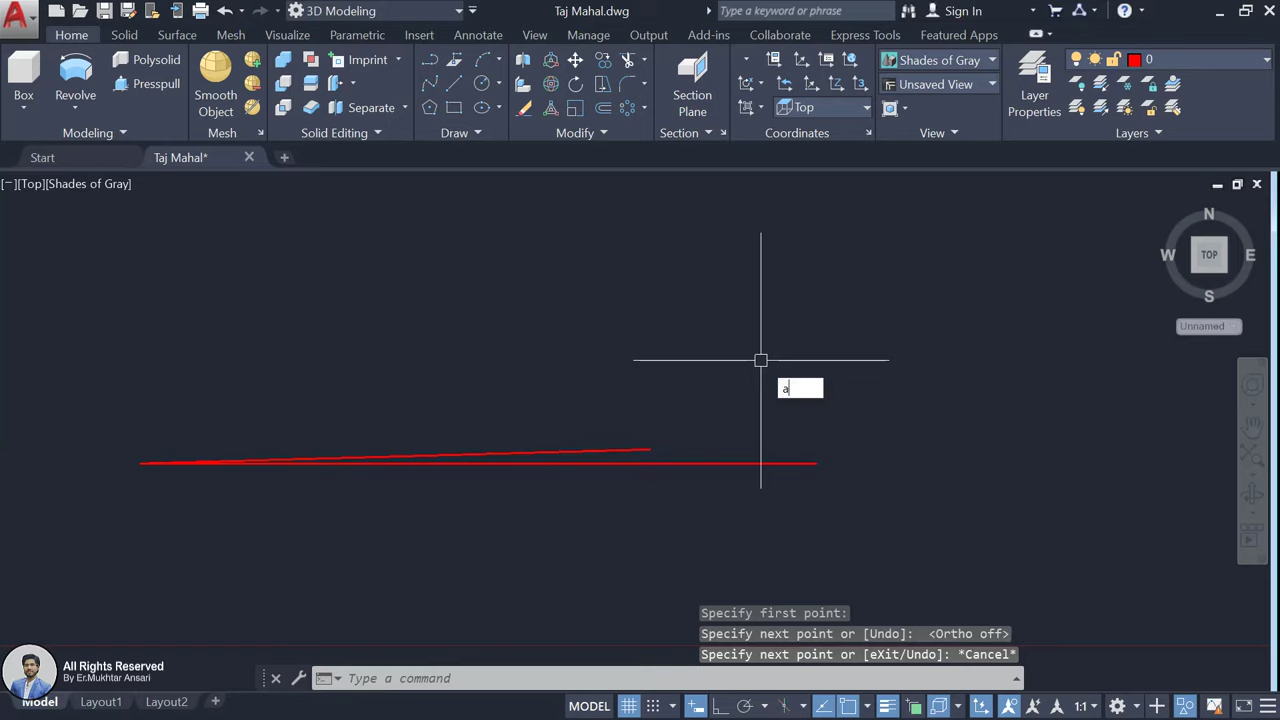 3D Modeling
Taj Mahal.dwg
Type a keyword or phrase
Sign In
Home Solid Surface Mesh Visualize Parametric Insert Annotate View Manage Output Add-ins Collaborate Express Tools Featured Apps
Box
Revolve
Polysolid
Presspull
Smooth
Object
Imprint
Separate
Section
Plane
Top
Shades of Gray
Unsaved View
Layer
Properties
0
Modeling
Mesh
Solid Editing
Draw
Modify
Section
Coordinates
View
Layers
Start
Taj Mahal*
[−][Top][Shades of Gray]
N
W
TOP
E
S
Unnamed
a
Specify first point:
Specify next point or [Undo]:  <Ortho off>
Specify next point or [eXit/Undo]: *Cancel*
Type a command
All Rights Reserved
By Er.Mukhtar Ansari
Model Layout1 Layout2
MODEL
1:1